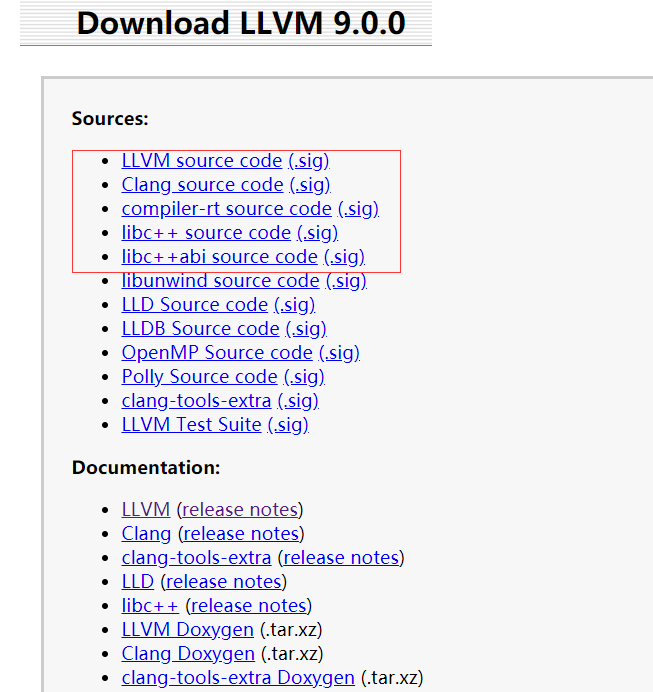 Download LLVM 9.0.0
Sources:
LLVM source code (.sig)
Clang source code (.sig)
compiler-rt source code (.sig)
libc++ source code (.sig)
libc++abi source code (.sig)
libunwind source code (.sig)
LLD Source code (.sig)
LLDB Source code (.sig)
OpenMP Source code (.sig)
Polly Source code (.sig)
clang-tools-extra (.sig)
LLVM Test Suite (.sig)
Documentation:
LLVM (release notes)
Clang (release notes)
clang-tools-extra (release notes)
LLD (release notes)
libc++ (release notes)
LLVM Doxygen (.tar.xz)
Clang Doxygen (.tar.xz)
clang-tools-extra Doxygen (.tar.xz)